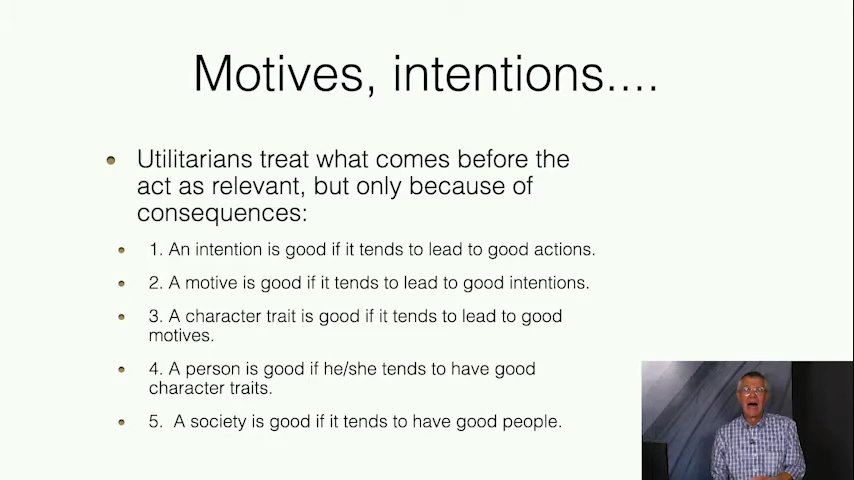 Motives, intentions....
Utilitarians treat what comes before the
act as relevant, but only because of
consequences:
1. An intention is good if it tends to lead to good actions.
2. A motive is good if it tends to lead to good intentions.
3. A character trait is good if it tends to lead to good
motives.
4. A person is good if he/she tends to have good
character traits.
5. A society is good if it tends to have good people.